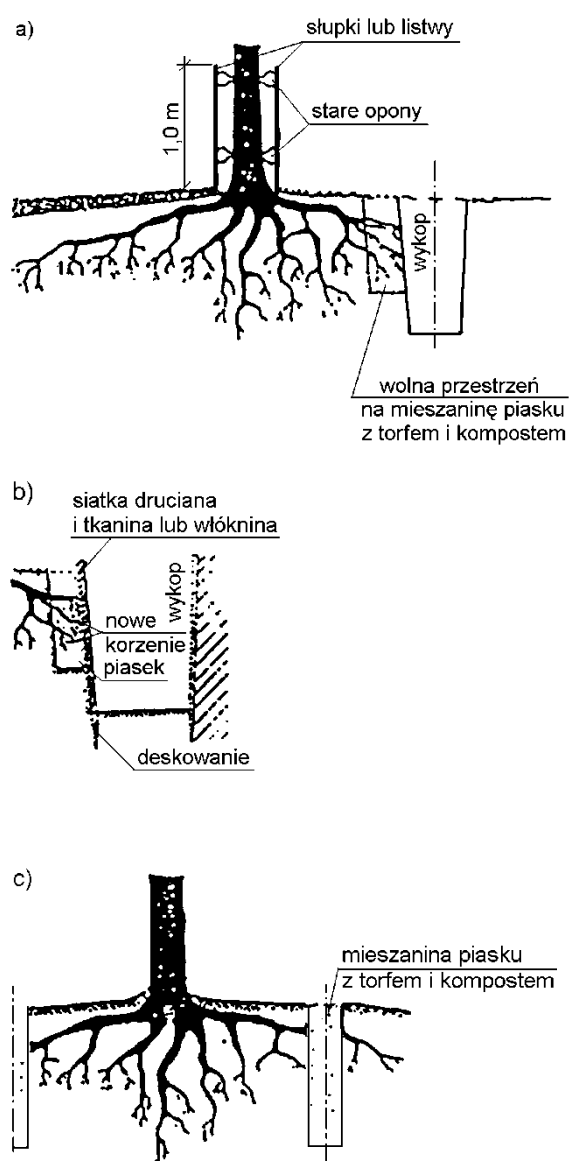 a)
słupki lub listwy
stare opony
1,0 m
wykop
wolna przestrzeń
na mieszaninę piasku
z torfem i kompostem
b)
siatka druciana
i tkanina lub włóknina
wykop
nowe
korzenie
piasek
deskowanie
c)
mieszanina piasku
z torfem i kompostem